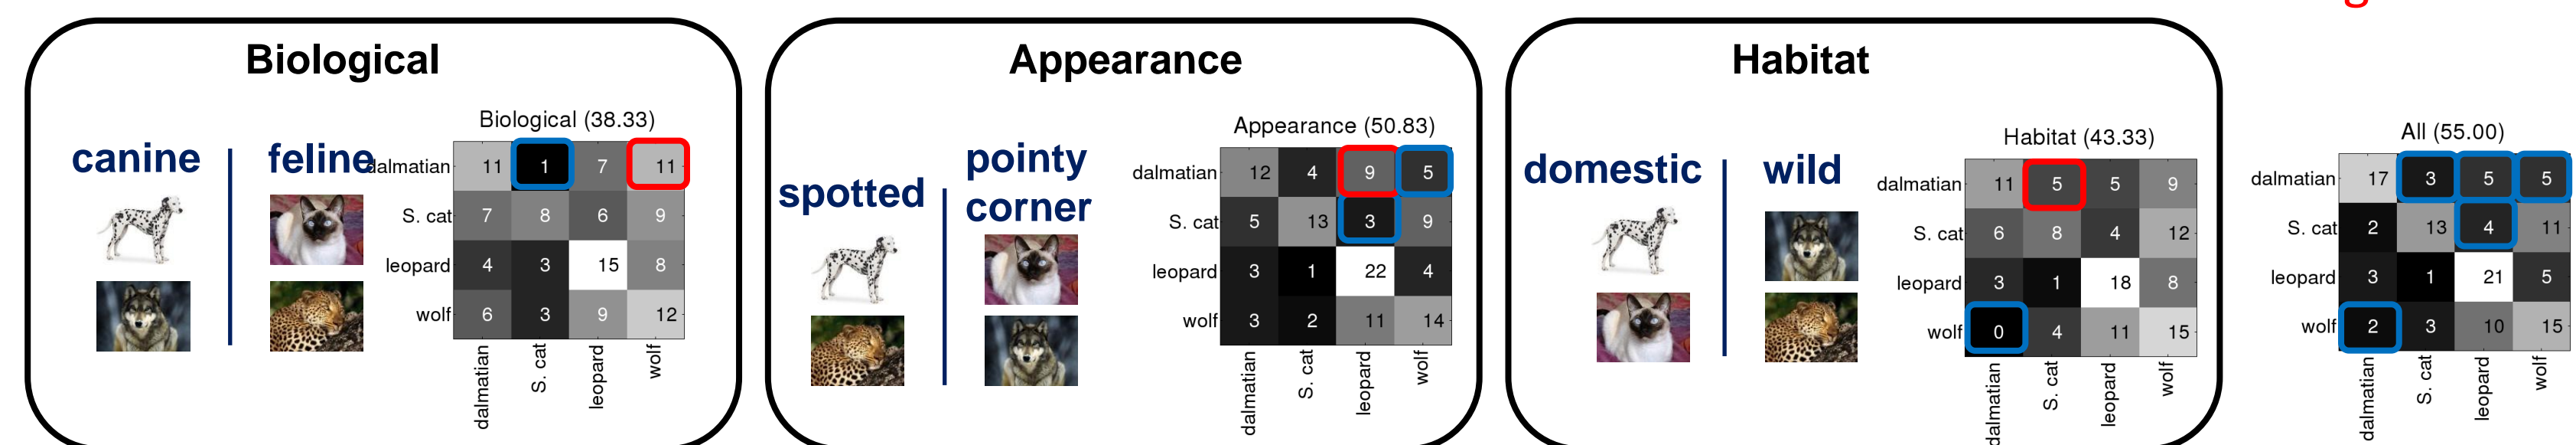 g
Biological
canine
feline
Biological (38.33)
dalmatian 11 1 7 11
S. cat 7 8 6 9
leopard 4 3 15 8
wolf 6 3 9 12
dalmatian S. cat leopard wolf
Appearance
spotted
pointy
corner
Appearance (50.83)
dalmatian 12 4 9 5
S. cat 5 13 3 9
leopard 3 1 22 4
wolf 3 2 11 14
dalmatian S. cat leopard wolf
Habitat
domestic
wild
Habitat (43.33)
dalmatian 11 5 5 9
S. cat 6 8 4 12
leopard 3 1 18 8
wolf 0 4 11 15
dalmatian S. cat leopard wolf
All (55.00)
dalmatian 17 3 5 5
S. cat 2 13 4 11
leopard 3 1 21 5
wolf 2 3 10 15
dalmatian S. cat leopard wolf